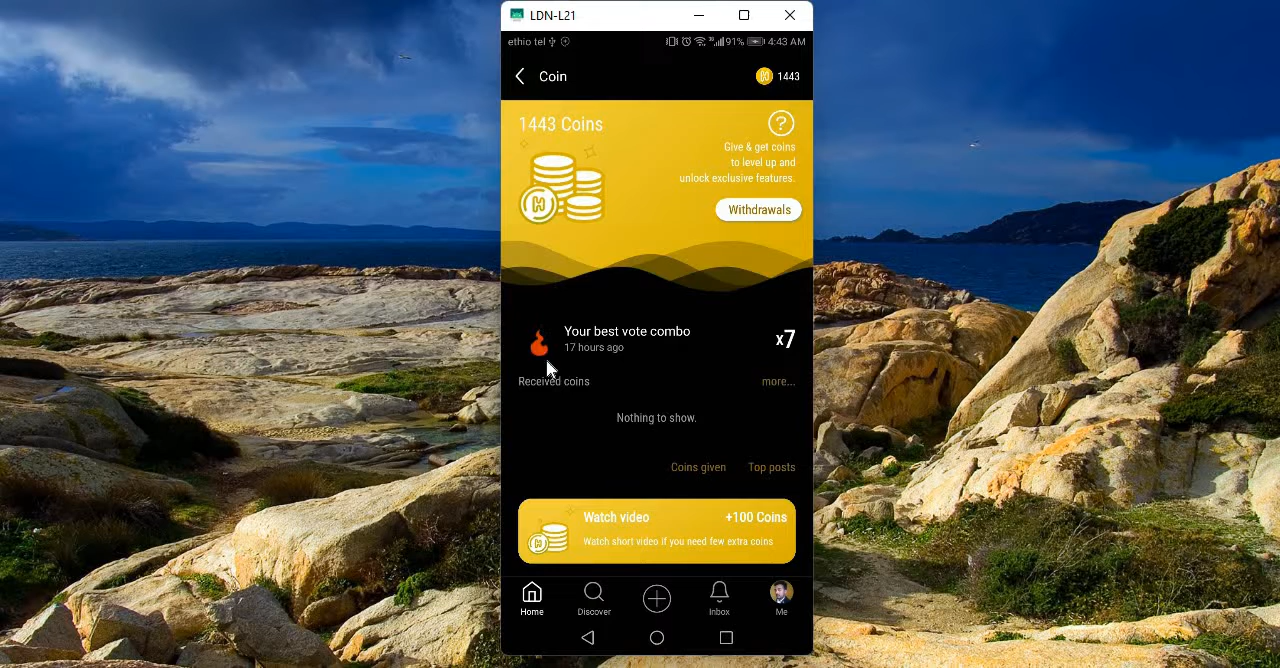 LDN-L21
ethio tel
91% 4:43 AM
Coin
1443
1443 Coins
?
Give & get coins
to level up and
unlock exclusive features.
Withdrawals
Your best vote combo
17 hours ago
x7
Received coins
more...
Nothing to show.
Coins given
Top posts
Watch video
+100 Coins
Watch short video if you need few extra coins
Home
Discover
Inbox
Me